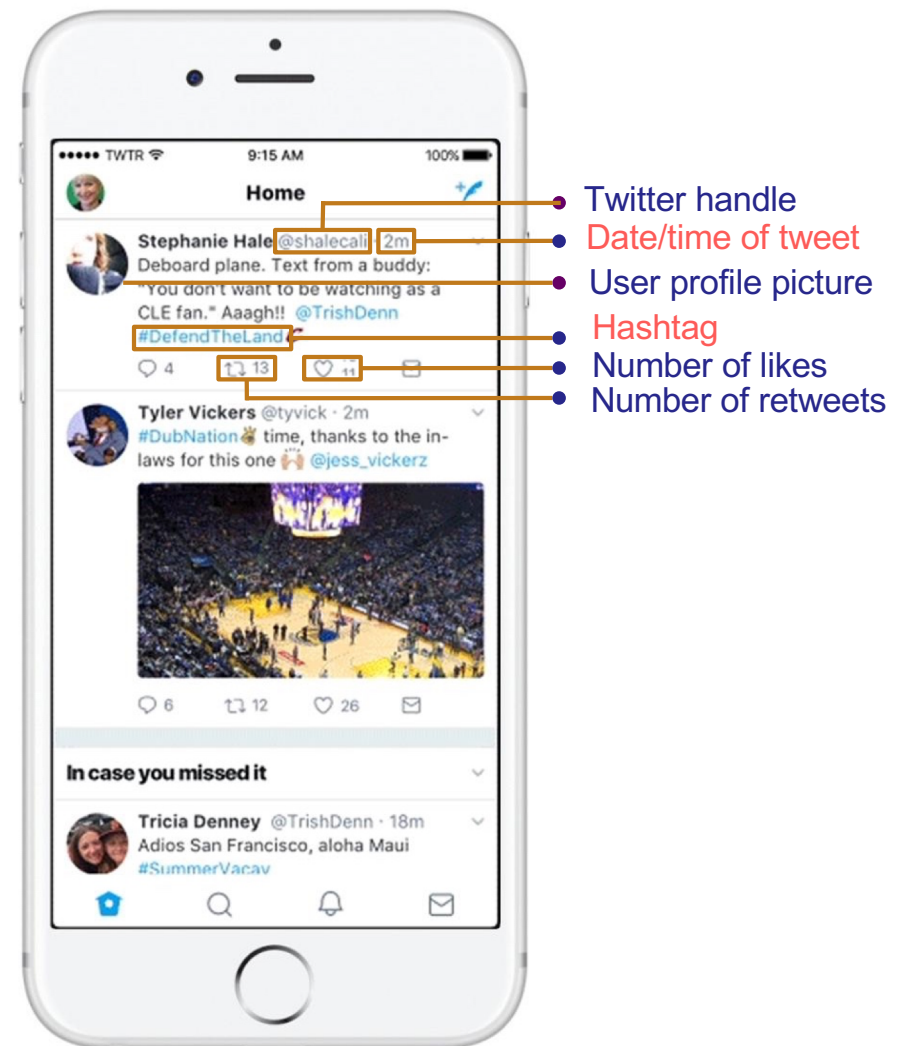 TWTR 9:15 AM 100%
Home
Stephanie Hale @shalecali · 2m
Deboard plane. Text from a buddy:
"You don't want to be watching as a
CLE fan." Aaagh!! @TrishDenn
#DefendTheLand
4 13 11
Tyler Vickers @tyvick · 2m
#DubNation time, thanks to the in-
laws for this one @jess_vickerz
6 12 26
In case you missed it
Tricia Denney @TrishDenn · 18m
Adios San Francisco, aloha Maui
#SummerVacay
Twitter handle
Date/time of tweet
User profile picture
Hashtag
Number of likes
Number of retweets